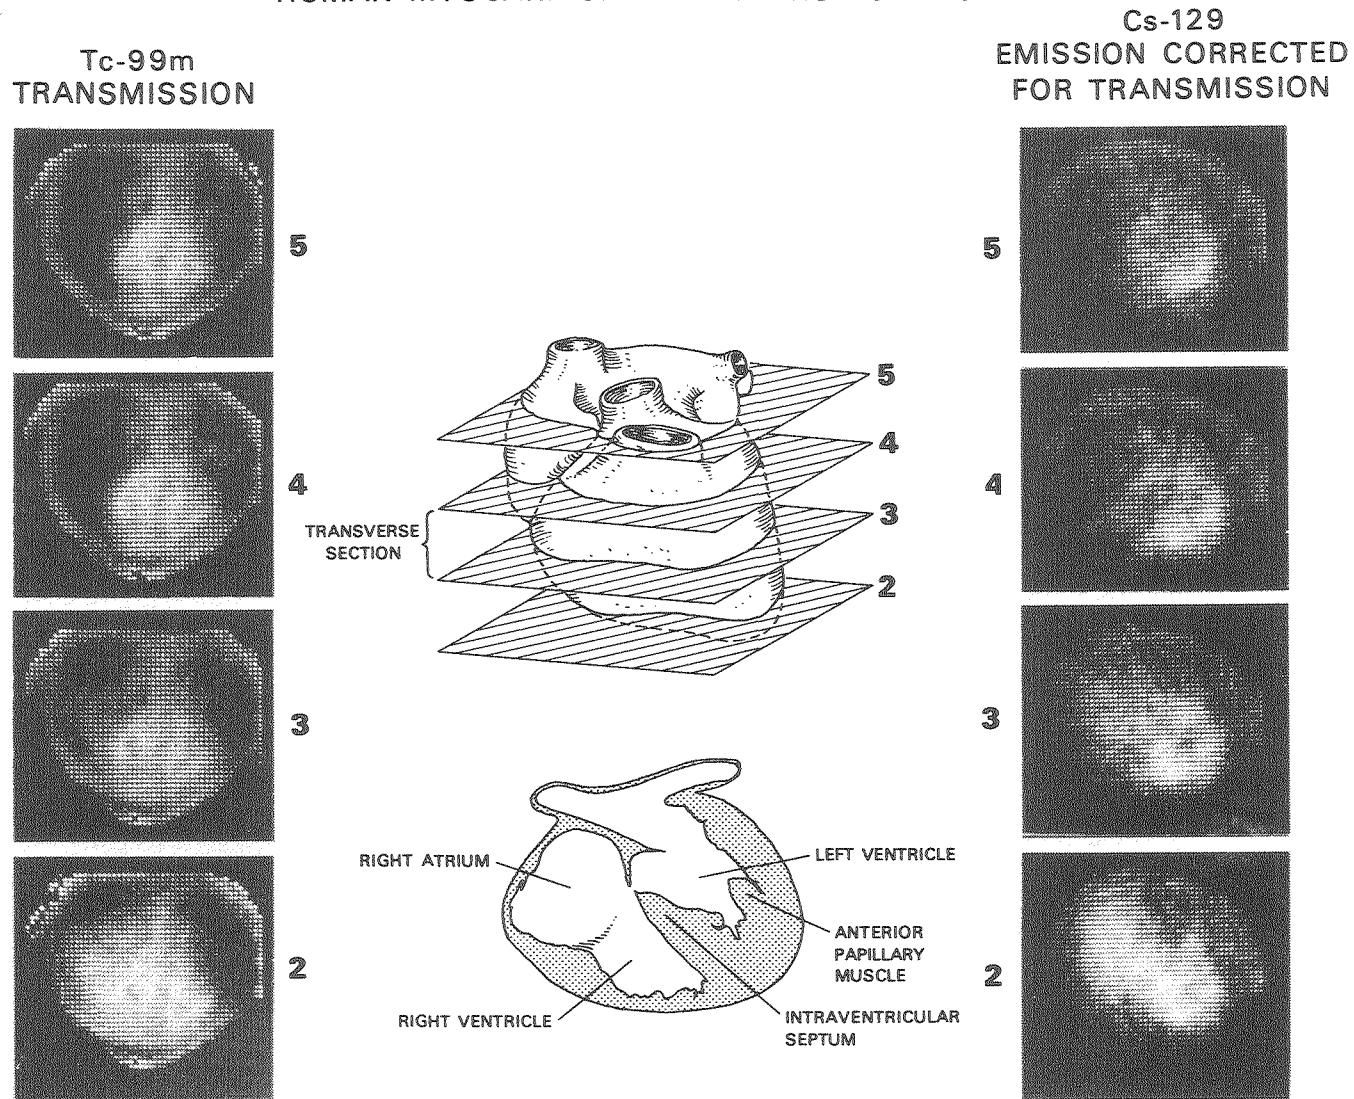 Tc-99m
TRANSMISSION
Cs-129
EMISSION CORRECTED
FOR TRANSMISSION
5
5
5
4
4
4
TRANSVERSE
SECTION
3
3
3
2
RIGHT ATRIUM
LEFT VENTRICLE
ANTERIOR
PAPILLARY
MUSCLE
2
2
RIGHT VENTRICLE
INTRAVENTRICULAR
SEPTUM